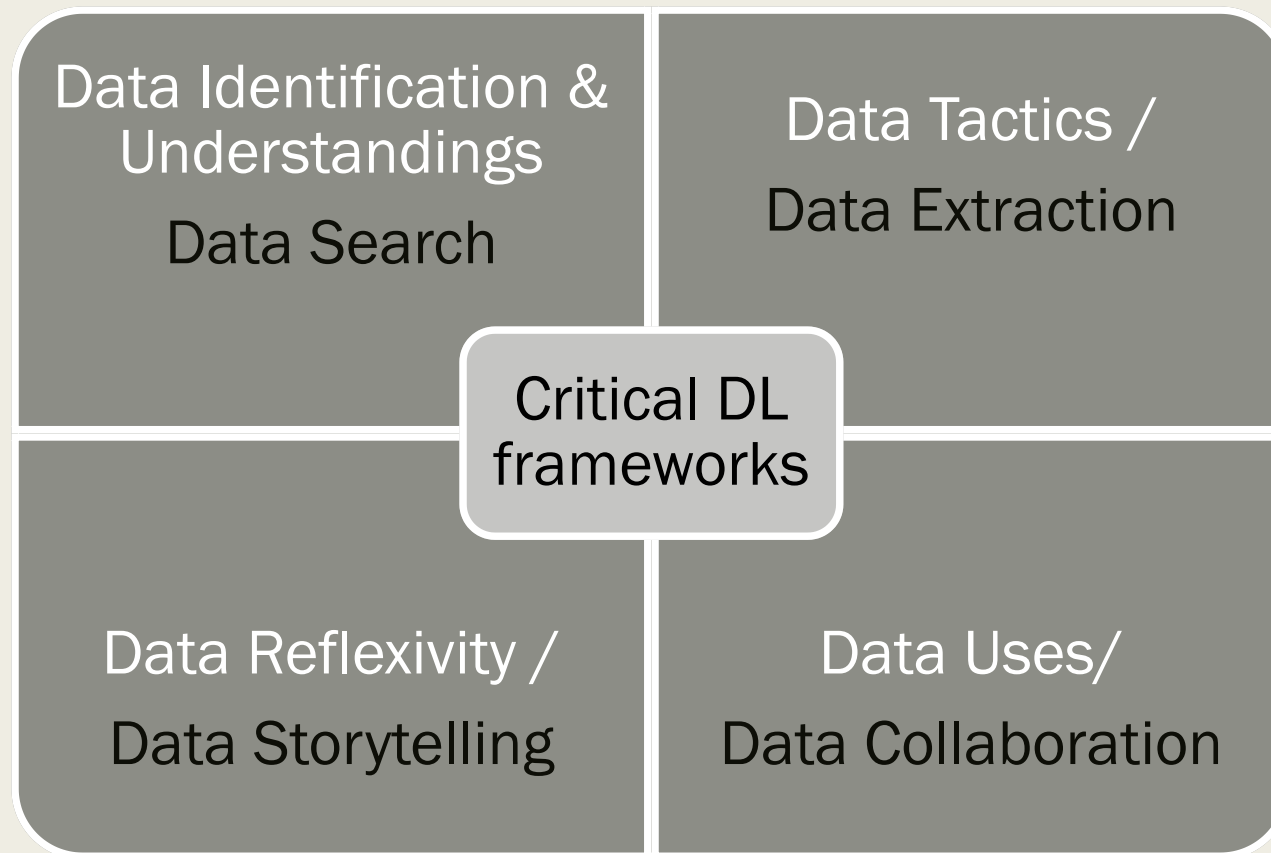 Data Identification &
Understandings
Data Search
Data Tactics /
Data Extraction
Critical DL
frameworks
Data Reflexivity /
Data Storytelling
Data Uses/
Data Collaboration